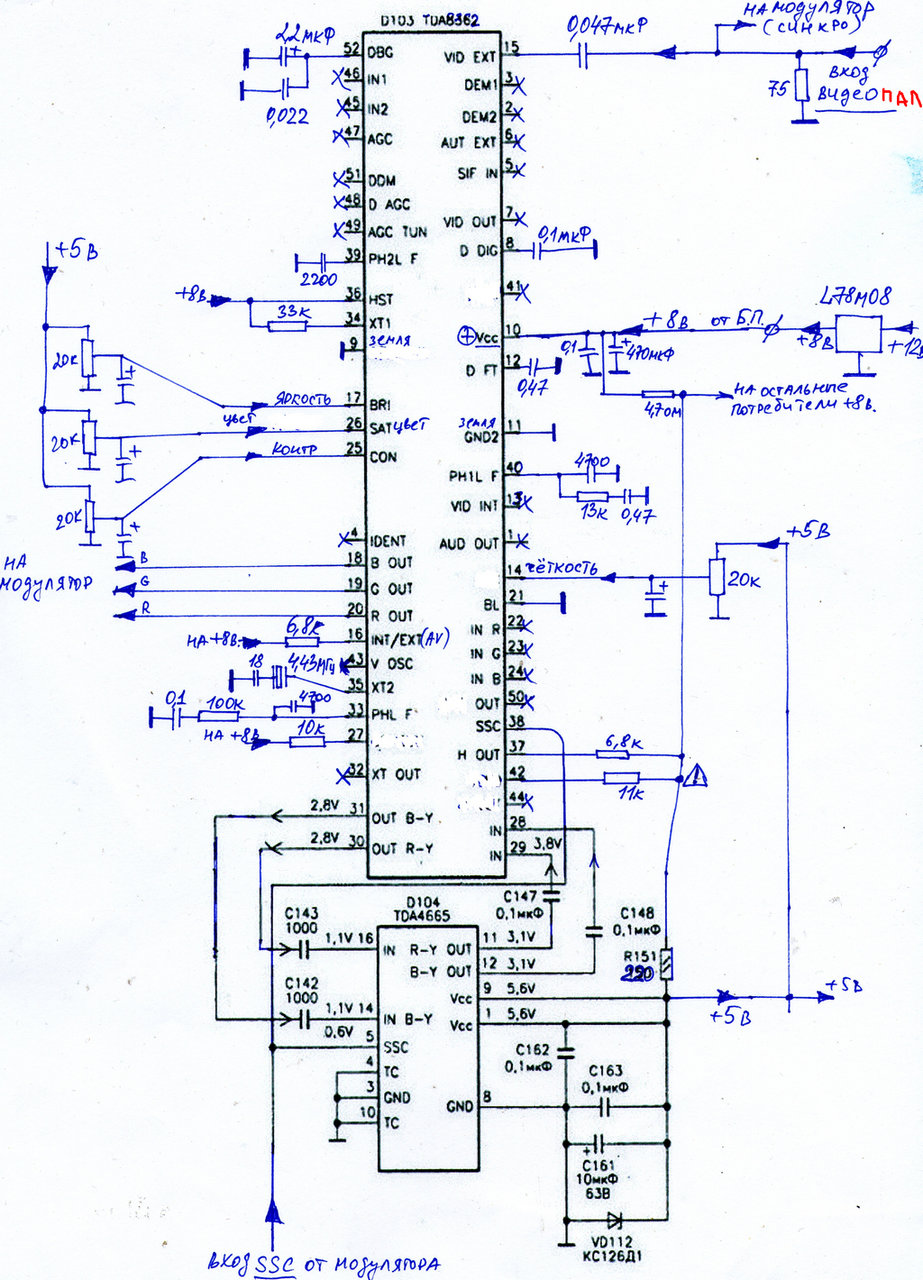 D103 TDA8362
НА МОДУЛЯТОР
(СИНХРО)
2,2мкФ
0,047мкФ
52 DBG
VID EXT 15
46 IN1
DEM1 3
75
ВХОД
ВИДЕО ПАЛ
0,022
45 IN2
DEM2 2
47 AGC
AUT EXT 6
SIF IN 5
51 DDM
48 D AGC
49 AGC TUN
VID OUT 7
+5В
39 PH2L F
D DIG 8
0,1мкФ
2200
41
+8В
36 HST
33К
34 XT1
L78M08
9 ЗЕМЛЯ
+ Vcc 10
+8В от Б.П.
+8В
+12В
0,1
470мкФ
20К
D FT 12
0,47
НА ОСТАЛЬНЫЕ
ПОТРЕБИТЕЛИ +8В.
4,7Ом
ЯРКОСТЬ
17 BRI
ЦВЕТ
26 SAT ЦВЕТ
ЗЕМЛЯ
GND2 11
20К
КОНТР
25 CON
PH1L F 40
4700
13К
0,47
VID INT 13
20К
4 IDENT
AUD OUT 1
+5В
НА
МОДУЛЯТОР
B
18 B OUT
14 ЧЁТКОСТЬ
20К
G
19 G OUT
BL 21
R
20 R OUT
IN R 22
НА +8В.
6,8К
16 INT/EXT (AV)
IN G 23
43 V OSC
18
4,43МГц
IN B 24
35 XT2
OUT 50
0,1
100К
4700
33 PHL F
SSC 38
НА +8В
10К
27
H OUT 37
6,8К
32 XT OUT
42
11К
44
2,8V
31 OUT B-Y
IN 28
2,8V
30 OUT R-Y
IN 29
3,8V
D104
TDA4665
C147
0,1мкФ
C143
1000
1,1V 16 IN R-Y OUT 11 3,1V
C148
0,1мкФ
B-Y OUT 12 3,1V
R151
220
C142
1000
Vcc 9 5,6V
+5В
+5В
1,1V 14 IN B-Y
0,6V
Vcc 1 5,6V
5 SSC
C162
0,1мкФ
4 TC
3 GND
C163
0,1мкФ
10 TC
GND 8
C161
10мкФ
63В
VD112
КС126Д1
ВХОД SSC ОТ МОДУЛЯТОРА